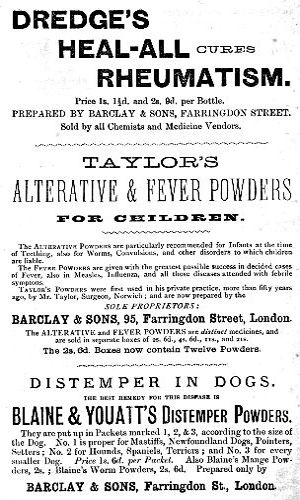 DREDGE'S
HEAL-ALL CURES
RHEUMATISM.
Price 1s. 1½d. and 2s. 9d. per Bottle.
PREPARED BY BARCLAY & SONS, FARRINGDON STREET.
Sold by all Chemists and Medicine Vendors.
TAYLOR'S
ALTERATIVE & FEVER POWDERS
FOR CHILDREN.
The ALTERATIVE POWDERS are particularly recommended for Infants at the time
of Teething, also for Worms, Convulsions, and other disorders to which children
are liable.
The FEVER POWDERS are given with the greatest possible success in decided cases
of Fever, also in Measles, Influenza, and all those diseases attended with febrile
symptoms.
TAYLOR'S POWDERS were first used in his private practice, more than fifty years
ago, by Mr. Taylor, Surgeon, Norwich; and are now prepared by the
SOLE PROPRIETORS:
BARCLAY & SONS, 95, Farringdon Street, London.
The ALTERATIVE and FEVER POWDERS are distinct medicines, and
are sold in separate boxes of 2s. 6d., 4s. 6d., 11s., and 21s.
The 2s. 6d. Boxes now contain Twelve Powders.
DISTEMPER IN DOGS.
THE BEST REMEDY FOR THIS DISEASE IS
BLAINE & YOUATT'S DISTEMPER POWDERS.
They are put up in Packets marked 1, 2, & 3, according to the size of
the Dog. No. 1 is proper for Mastiffs, Newfoundland Dogs, Pointers,
Setters; No. 2 for Hounds, Spaniels, Terriers; and No. 3 for every
smaller Dog. Price 1s. 6d. per Packet. Also Blaine's Mange Pow-
ders, 2s.; Blaine's Worm Powders, 2s. 6d. Prepared only by
BARCLAY & SONS, Farringdon St., London.